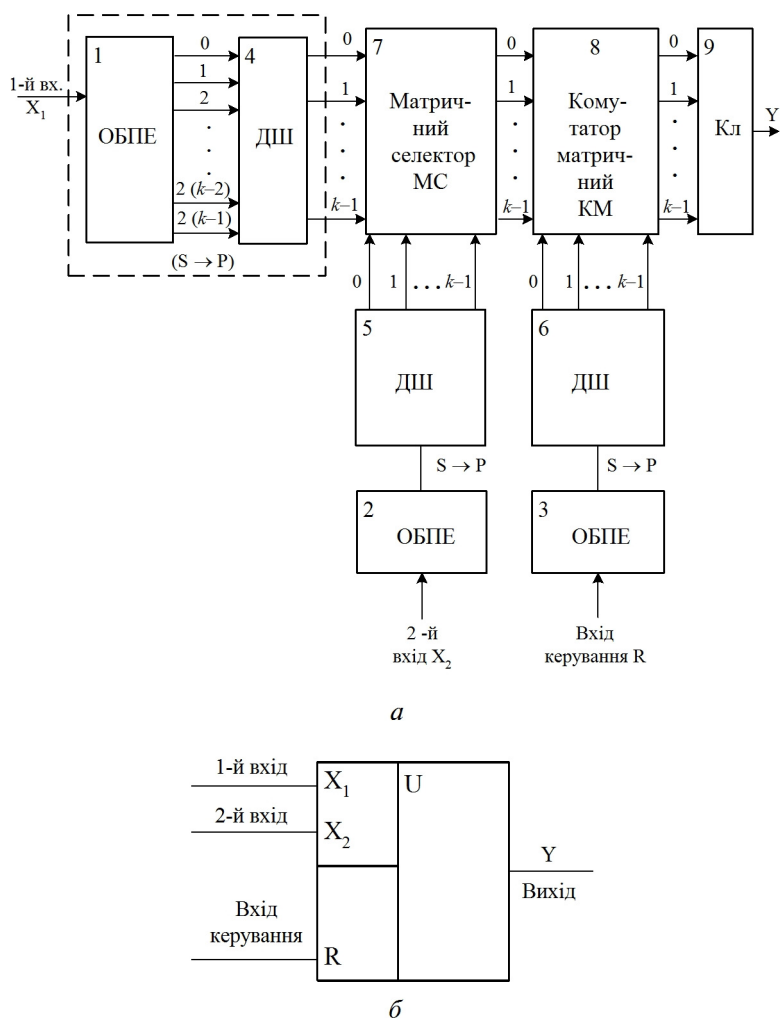 1-й вх.
X1
1
ОБПЕ
0
1
2
2 (k–2)
2 (k–1)
4
ДШ
(S → P)
0
1
k–1
7
Матрич-
ний
селектор
МС
0
1
k–1
8
Кому-
татор
матрич-
ний
КМ
0
1
k–1
9
Кл
Y
0 1 ... k–1
0 1 ... k–1
5
ДШ
6
ДШ
S → P
S → P
2
ОБПЕ
3
ОБПЕ
2 -й
вхід X2
Вхід
керування R
а
1-й вхід
2-й вхід
X1
X2
U
Y
Вихід
Вхід
керування
R
б